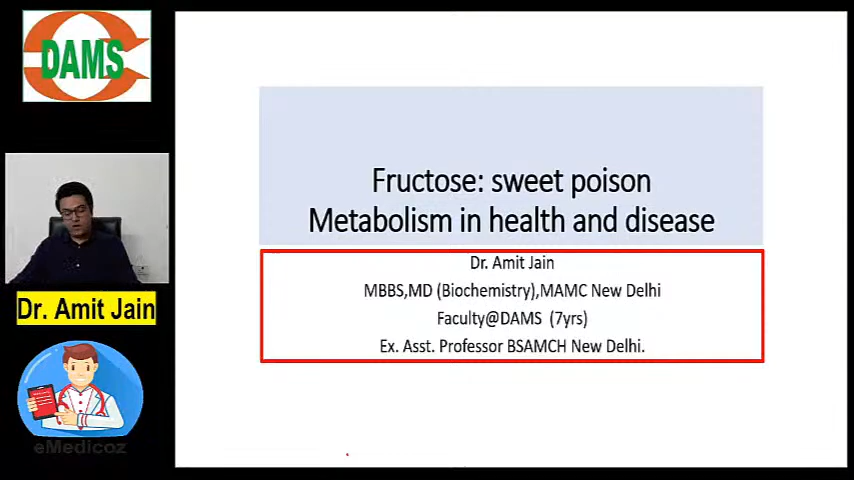 DAMS
Dr. Amit Jain
eMedicoz
Fructose: sweet poison
Metabolism in health and disease
Dr. Amit Jain
MBBS,MD (Biochemistry),MAMC New Delhi
Faculty@DAMS (7yrs)
Ex. Asst. Professor BSAMCH New Delhi.